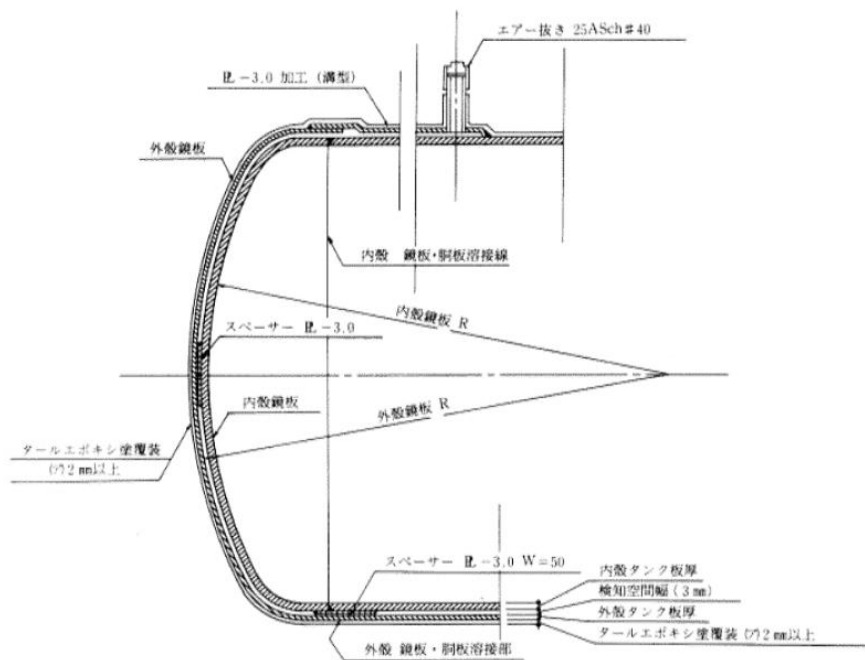 エアー抜き 25ASch#40
PL-3.0 加工 (溝型)
外殻鏡板
内殻 鏡板・胴板溶接線
内殻鏡板 R
スペーサー PL-3.0
内殻鏡板
外殻鏡板 R
タールエポキシ塗覆装
(ア)2mm以上
スペーサー PL-3.0 W=50
内殻タンク板厚
検知空間幅 (3mm)
外殻タンク板厚
タールエポキシ塗覆装 (ア)2mm以上
外殻 鏡板・胴板溶接部